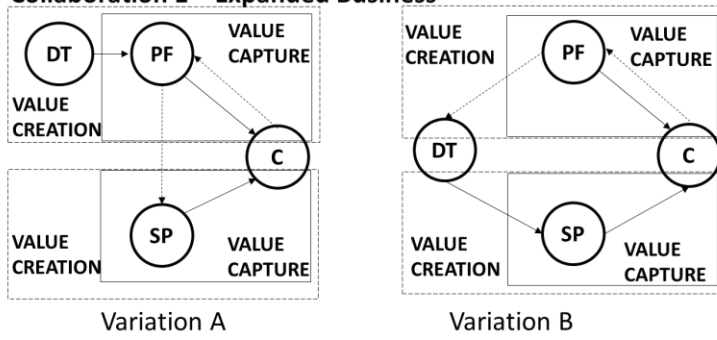 Collaboration 1 – Expanded Business
DT
PF
VALUE
CAPTURE
VALUE
CREATION
C
SP
VALUE
CREATION
VALUE
CAPTURE
Variation A
VALUE
CREATION
PF
VALUE
CAPTURE
DT
C
SP
VALUE
CREATION
VALUE
CAPTURE
Variation B